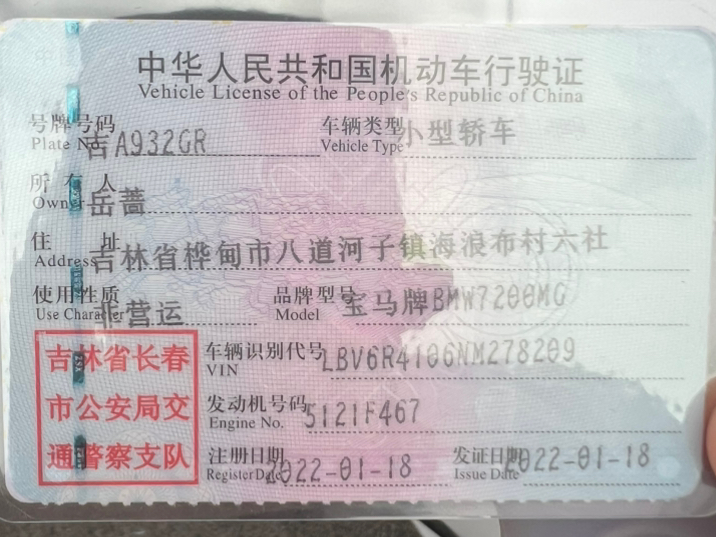 中华人民共和国机动车行驶证
Vehicle License of the People's Republic of China
号牌号码 吉A932GR 车辆类型 小型轿车
Plate No. Vehicle Type
所有人 岳蔷
Owner
住址 吉林省桦甸市八道河子镇海浪布村六社
Address
使用性质 非营运 品牌型号 宝马牌BMW7200MG
Use Character Model
吉林省长春 车辆识别代号 LBV6R4106NM278209
VIN
市公安局交 发动机号码 5121F467
Engine No.
通警察支队 注册日期 2022-01-18 发证日期 2022-01-18
Register Date Issue Date